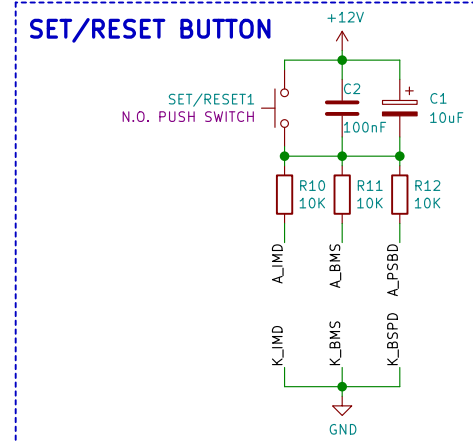 SET/RESET BUTTON
+12V
SET/RESET1
N.O. PUSH SWITCH
C2
100nF
+
C1
10uF
R10
10K
R11
10K
R12
10K
A_IMD
A_BMS
A_PSBD
K_IMD
K_BMS
K_BSPD
GND